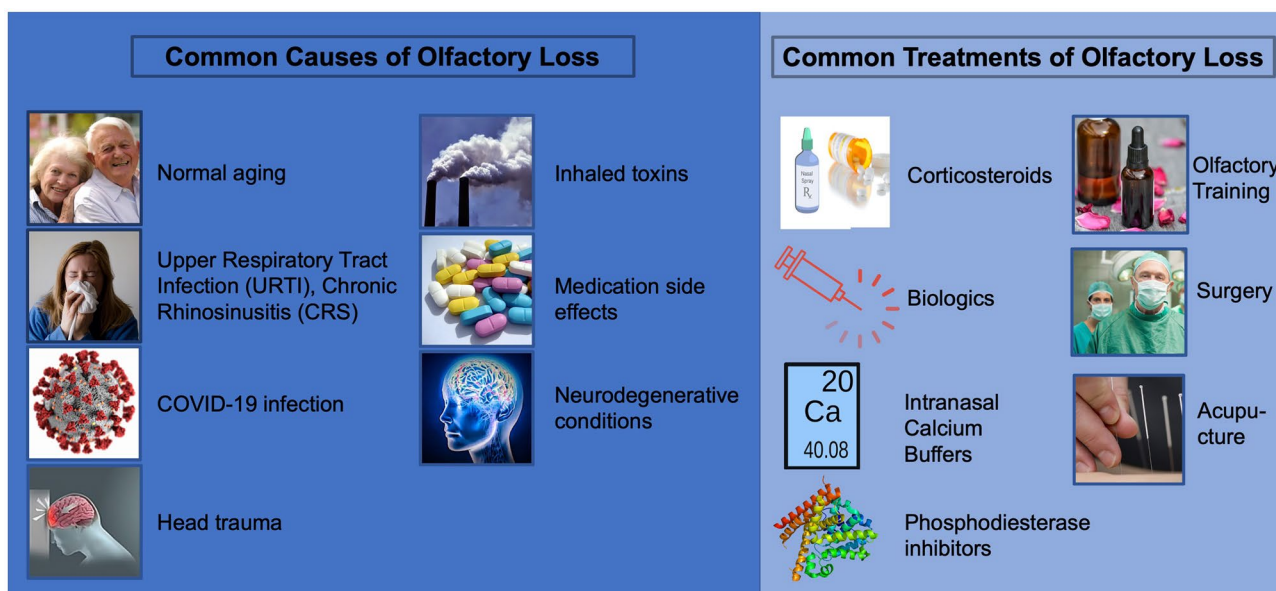 Common Causes of Olfactory Loss
Normal aging
Upper Respiratory Tract
Infection (URTI), Chronic
Rhinosinusitis (CRS)
COVID-19 infection
Head trauma
Inhaled toxins
Medication side
effects
Neurodegenerative
conditions
Common Treatments of Olfactory Loss
Nasal
Spray
Rx
Corticosteroids
Biologics
20
Ca
40.08
Intranasal
Calcium
Buffers
Phosphodiesterase
inhibitors
Olfactory
Training
Surgery
Acupu-
cture